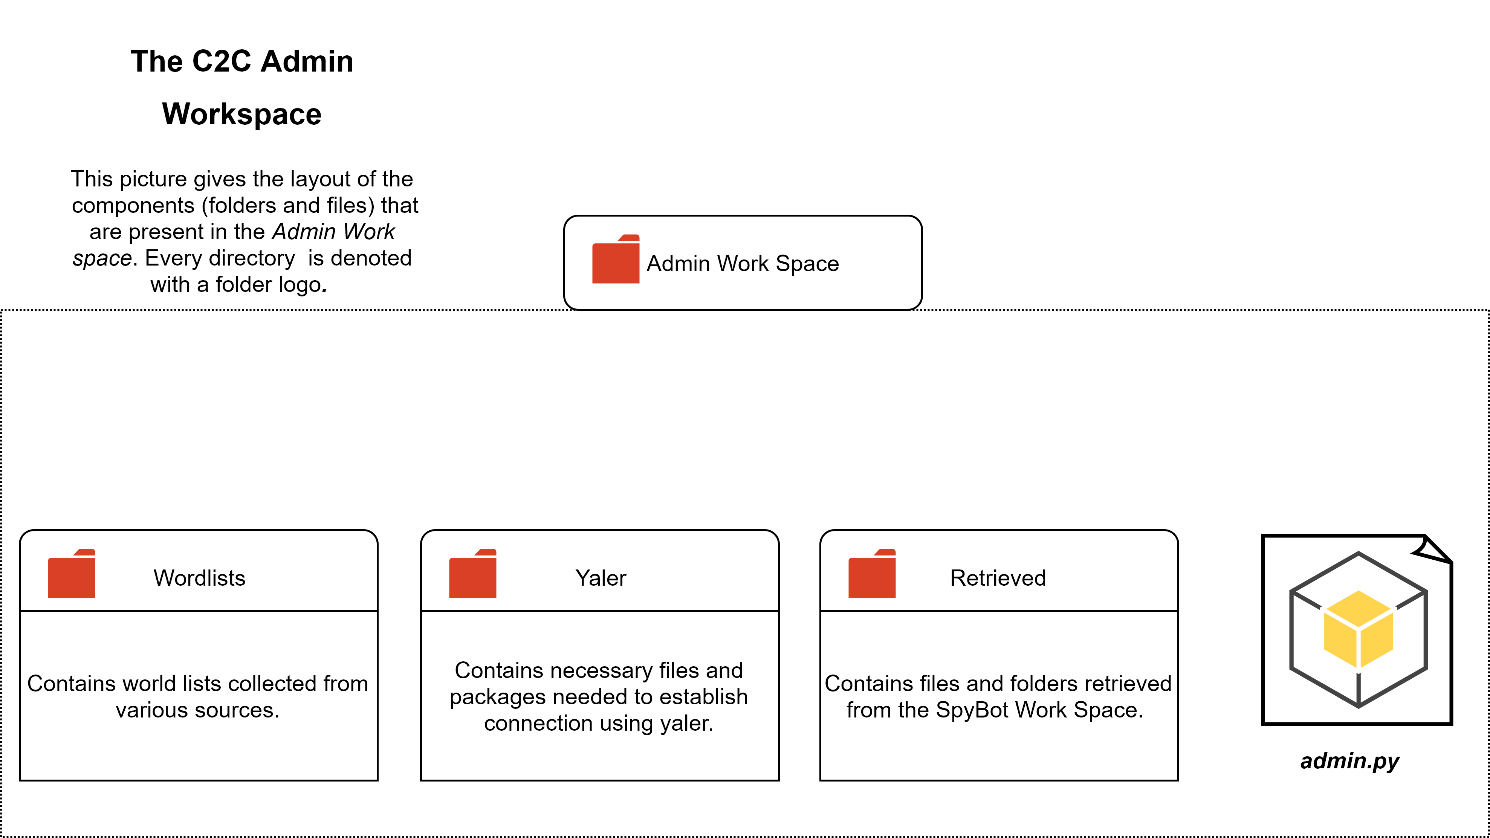 The C2C Admin
Workspace
This picture gives the layout of the
components (folders and files) that
are present in the Admin Work
space. Every directory  is denoted
with a folder logo.
Admin Work Space
Wordlists
Contains world lists collected from
various sources.
Yaler
Contains necessary files and
packages needed to establish
connection using yaler.
Retrieved
Contains files and folders retrieved
from the SpyBot Work Space.
admin.py